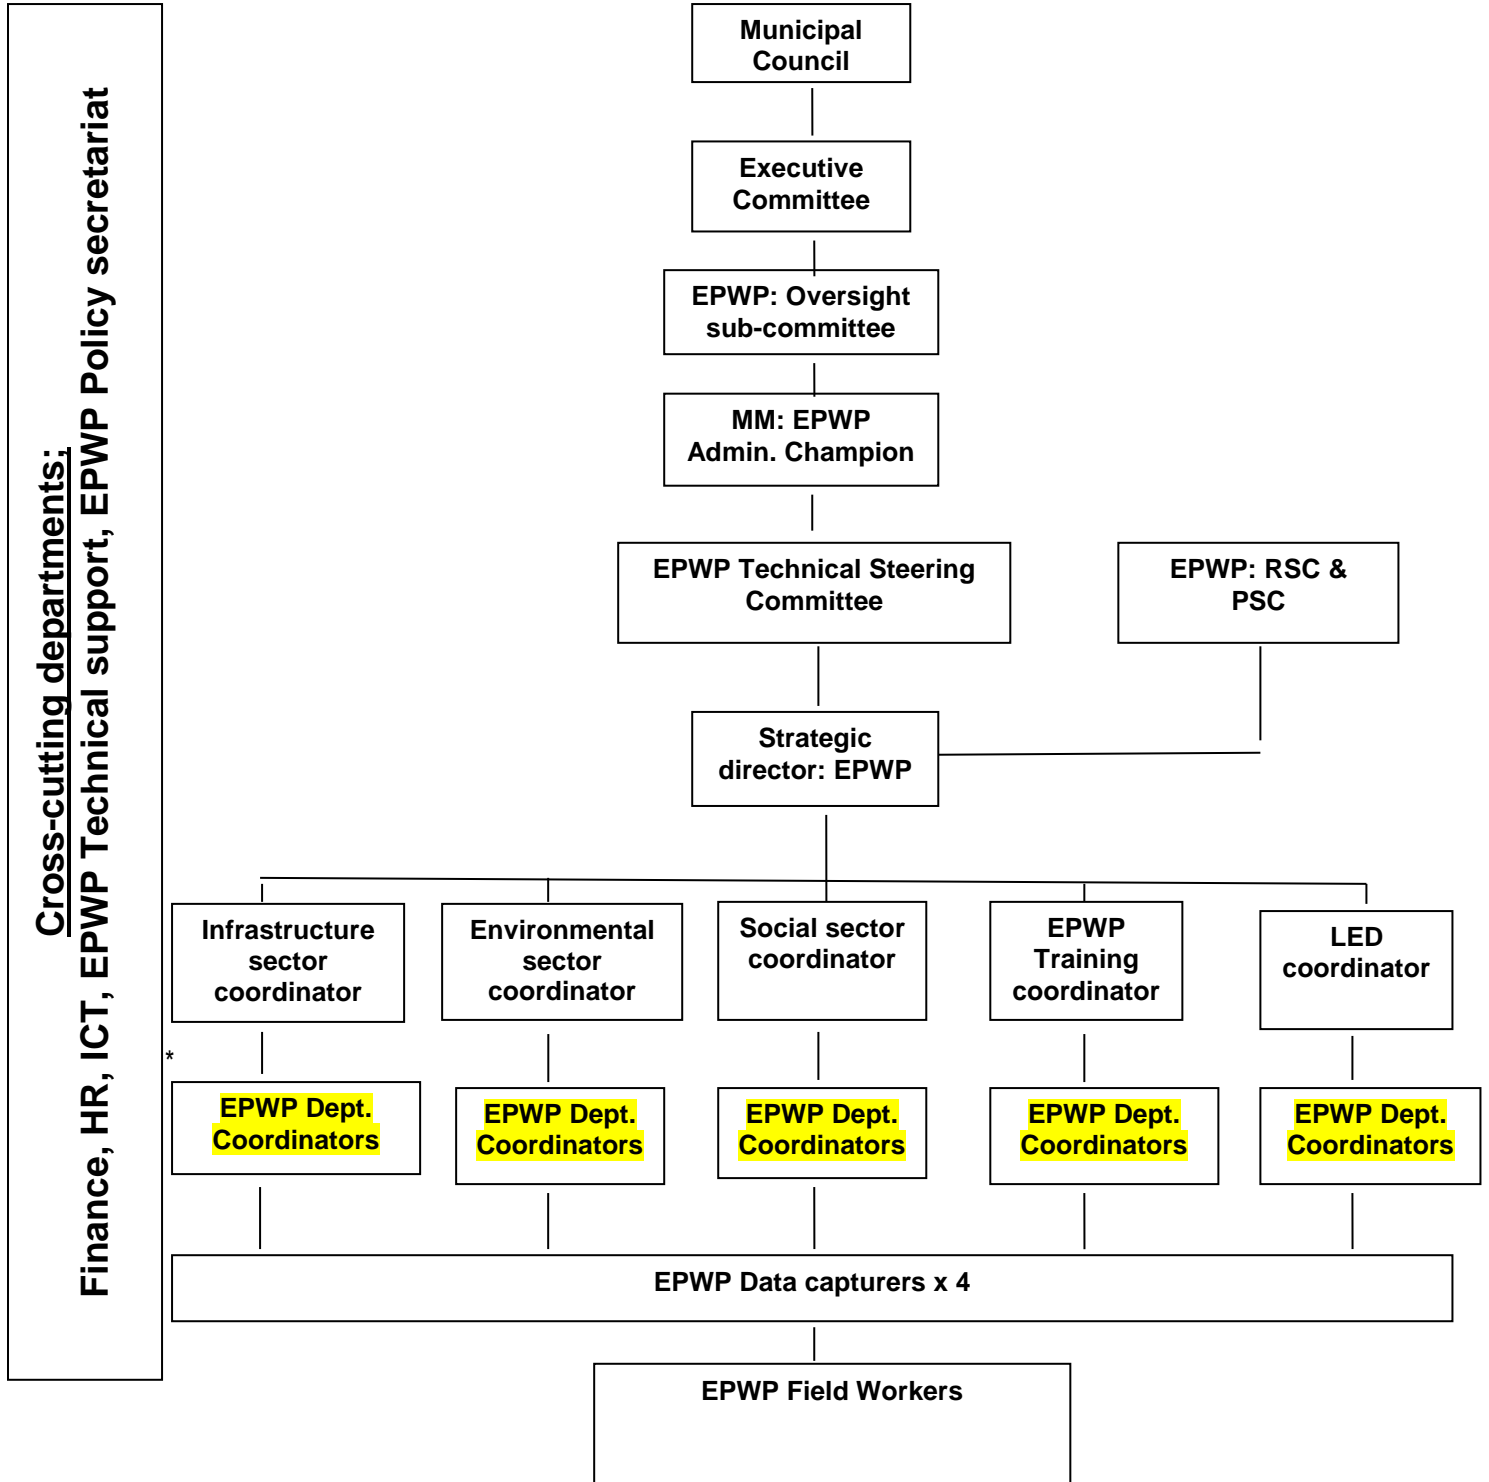 Cross-cutting departments;
Finance, HR, ICT, EPWP Technical support, EPWP Policy secretariat
Municipal
Council
Executive
Committee
EPWP: Oversight
sub-committee
MM: EPWP
Admin. Champion
EPWP Technical Steering
Committee
EPWP: RSC &
PSC
Strategic
director: EPWP
Infrastructure
sector
coordinator
Environmental
sector
coordinator
Social sector
coordinator
EPWP
Training
coordinator
LED
coordinator
*
EPWP Dept.
Coordinators
EPWP Dept.
Coordinators
EPWP Dept.
Coordinators
EPWP Dept.
Coordinators
EPWP Dept.
Coordinators
EPWP Data capturers x 4
EPWP Field Workers